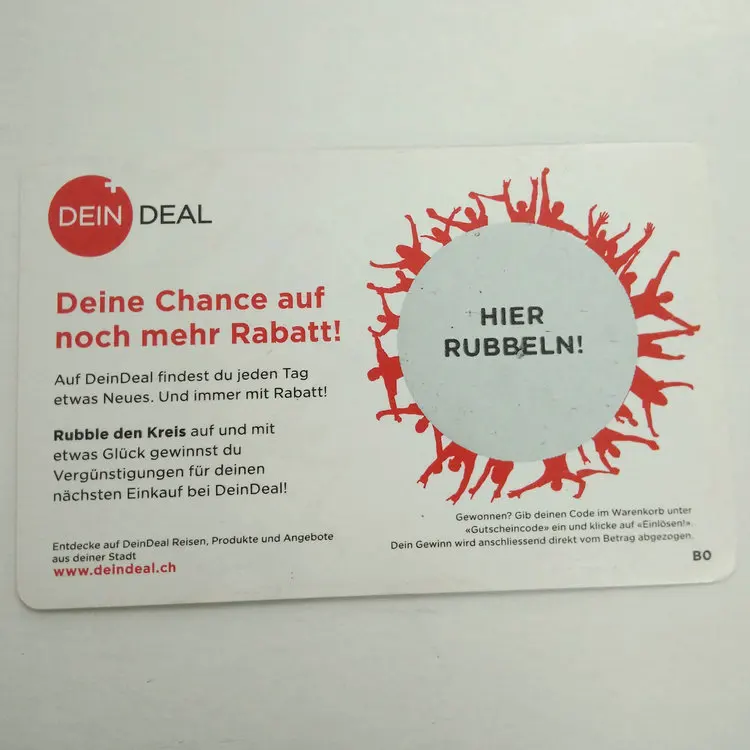 DEIN DEAL
Deine Chance auf
noch mehr Rabatt!
Auf DeinDeal findest du jeden Tag
etwas Neues. Und immer mit Rabatt!
Rubble den Kreis auf und mit
etwas Glück gewinnst du
Vergünstigungen für deinen
nächsten Einkauf bei DeinDeal!
Entdecke auf DeinDeal Reisen, Produkte und Angebote
aus deiner Stadt
www.deindeal.ch
HIER
RUBBELN!
Gewonnen? Gib deinen Code im Warenkorb unter
«Gutscheincode» ein und klicke auf «Einlösen!».
Dein Gewinn wird anschliessend direkt vom Betrag abgezogen.
BO